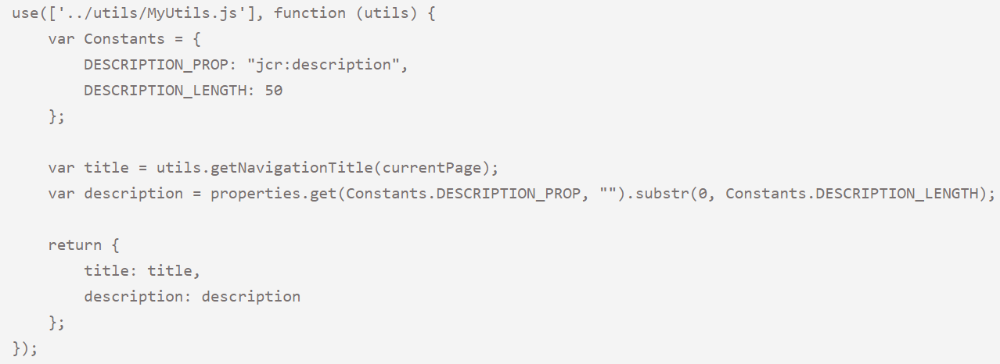 use(['../utils/MyUtils.js'], function (utils) {
    var Constants = {
        DESCRIPTION_PROP: "jcr:description",
        DESCRIPTION_LENGTH: 50
    };

    var title = utils.getNavigationTitle(currentPage);
    var description = properties.get(Constants.DESCRIPTION_PROP, "").substr(0, Constants.DESCRIPTION_LENGTH);

    return {
        title: title,
        description: description
    };
});